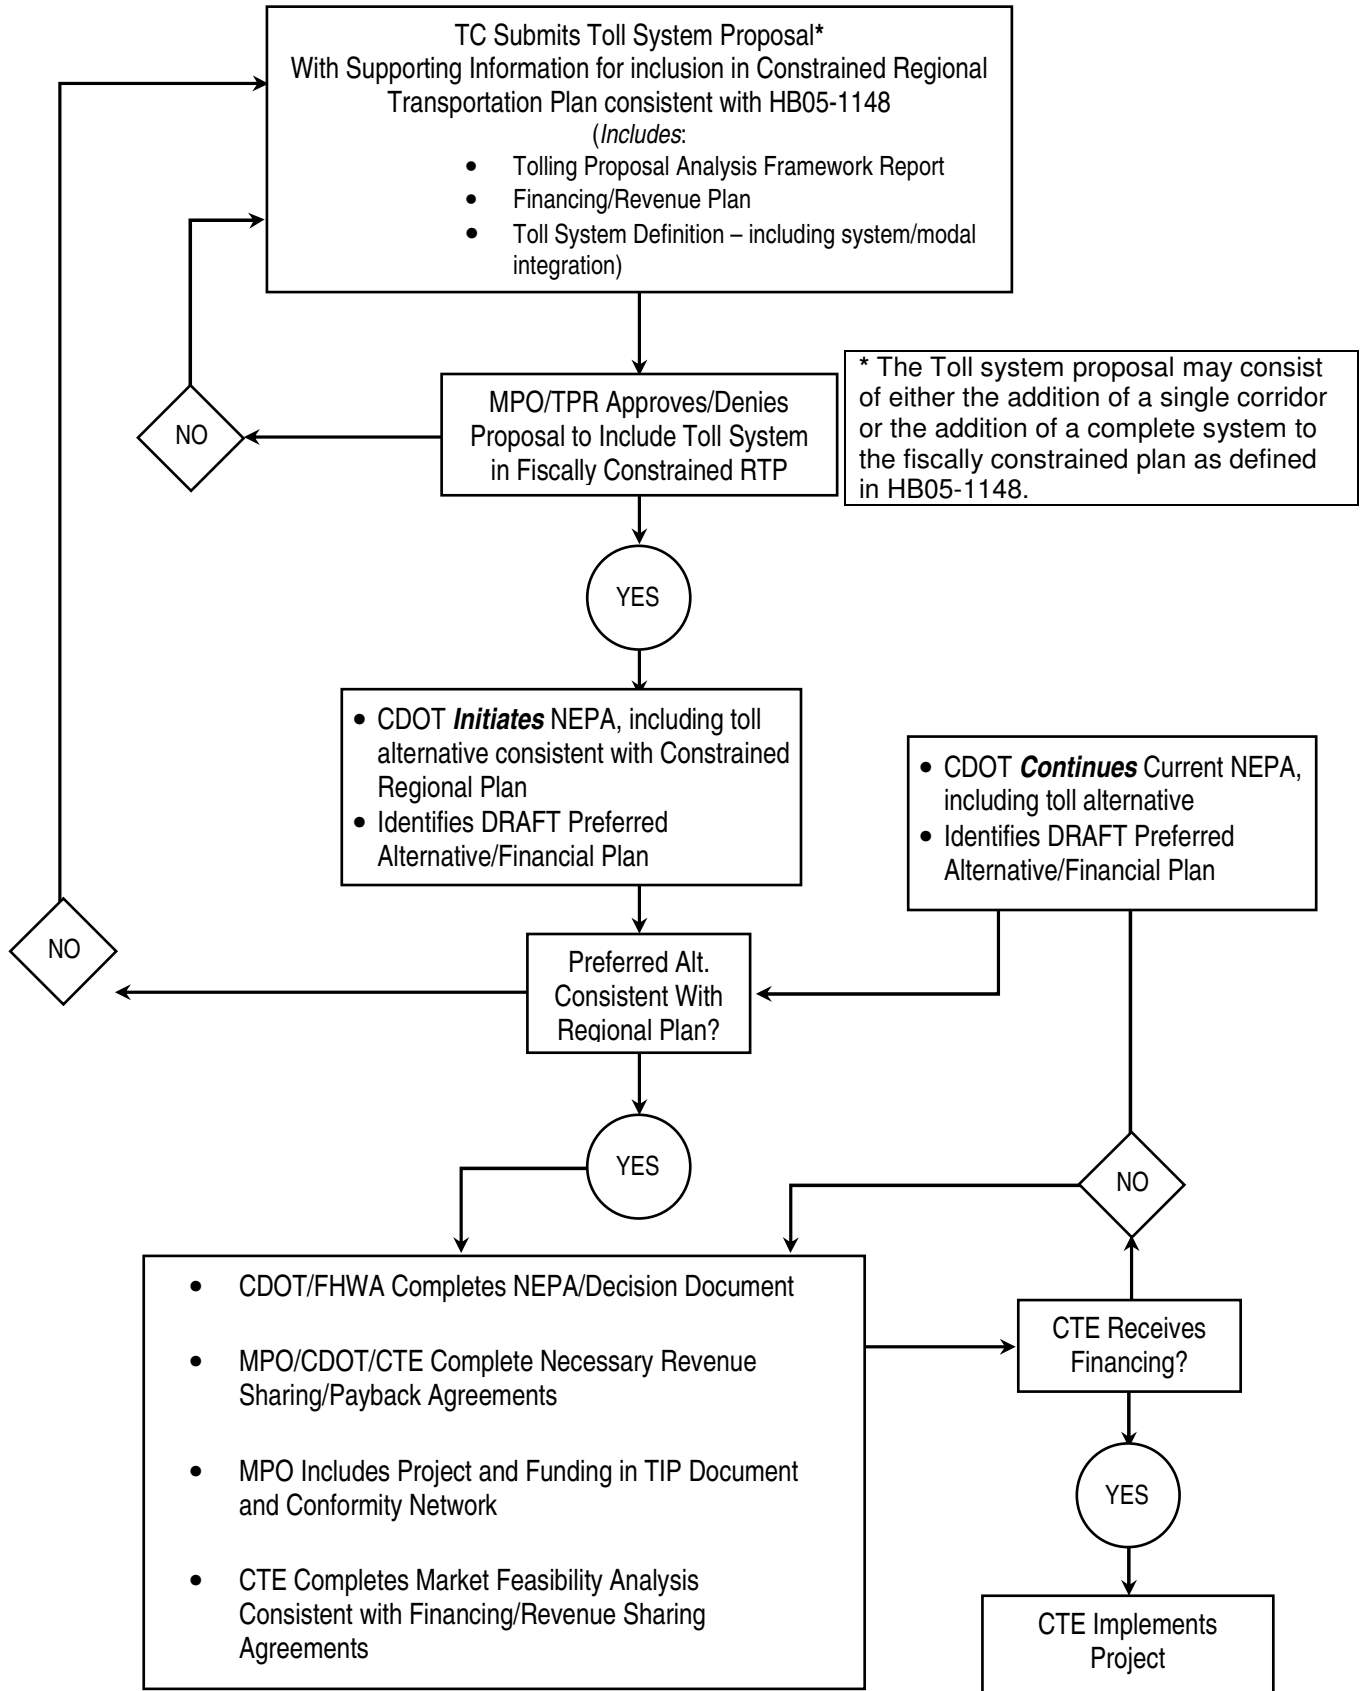 TC Submits Toll System Proposal*
With Supporting Information for inclusion in Constrained Regional
Transportation Plan consistent with HB05-1148
(Includes:
• Tolling Proposal Analysis Framework Report
• Financing/Revenue Plan
• Toll System Definition – including system/modal
integration)
NO
MPO/TPR Approves/Denies
Proposal to Include Toll System
in Fiscally Constrained RTP
* The Toll system proposal may consist
of either the addition of a single corridor
or the addition of a complete system to
the fiscally constrained plan as defined
in HB05-1148.
YES
• CDOT Initiates NEPA, including toll
alternative consistent with Constrained
Regional Plan
• Identifies DRAFT Preferred
Alternative/Financial Plan
• CDOT Continues Current NEPA,
including toll alternative
• Identifies DRAFT Preferred
Alternative/Financial Plan
NO
Preferred Alt.
Consistent With
Regional Plan?
YES
NO
• CDOT/FHWA Completes NEPA/Decision Document
• MPO/CDOT/CTE Complete Necessary Revenue
Sharing/Payback Agreements
• MPO Includes Project and Funding in TIP Document
and Conformity Network
• CTE Completes Market Feasibility Analysis
Consistent with Financing/Revenue Sharing
Agreements
CTE Receives
Financing?
YES
CTE Implements
Project